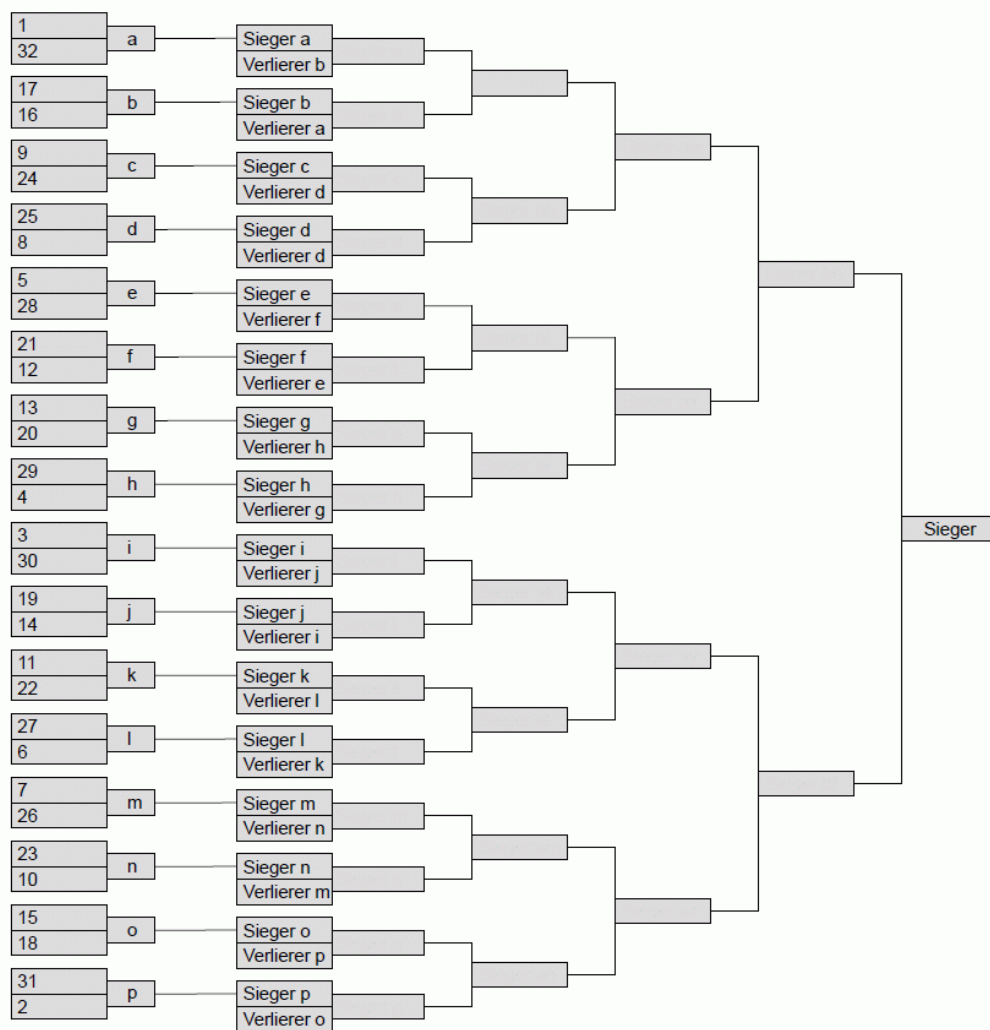 1
32
a
Sieger a
Verlierer b
17
16
b
Sieger b
Verlierer a
9
24
c
Sieger c
Verlierer d
25
8
d
Sieger d
Verlierer d
5
28
e
Sieger e
Verlierer f
21
12
f
Sieger f
Verlierer e
13
20
g
Sieger g
Verlierer h
29
4
h
Sieger h
Verlierer g
3
30
i
Sieger i
Verlierer j
19
14
j
Sieger j
Verlierer i
11
22
k
Sieger k
Verlierer l
27
6
l
Sieger l
Verlierer k
7
26
m
Sieger m
Verlierer n
23
10
n
Sieger n
Verlierer m
15
18
o
Sieger o
Verlierer p
31
2
p
Sieger p
Verlierer o
Sieger